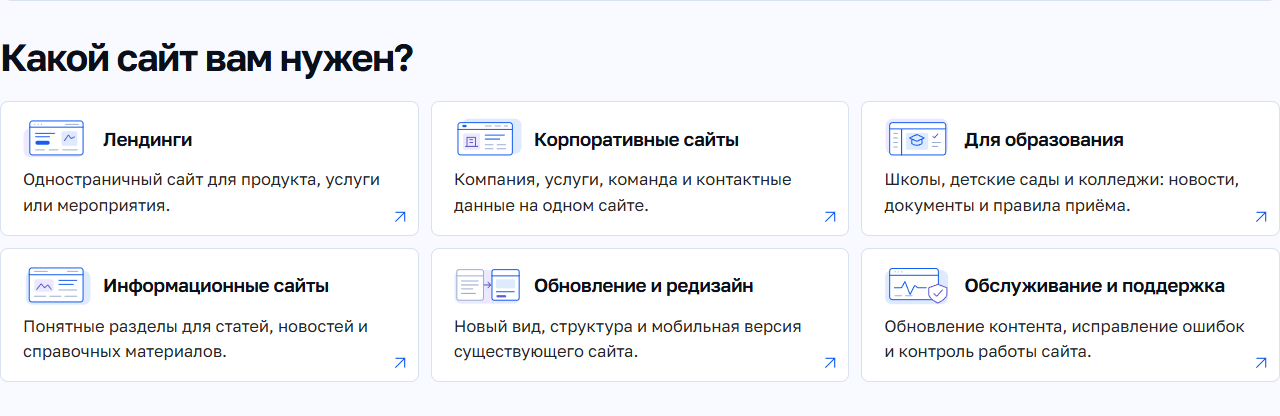 Какой сайт вам нужен?
Лендинги
Одностраничный сайт для продукта, услуги
или мероприятия.
Корпоративные сайты
Компания, услуги, команда и контактные
данные на одном сайте.
Для образования
Школы, детские сады и колледжи: новости,
документы и правила приёма.
Информационные сайты
Понятные разделы для статей, новостей и
справочных материалов.
Обновление и редизайн
Новый вид, структура и мобильная версия
существующего сайта.
Обслуживание и поддержка
Обновление контента, исправление ошибок
и контроль работы сайта.